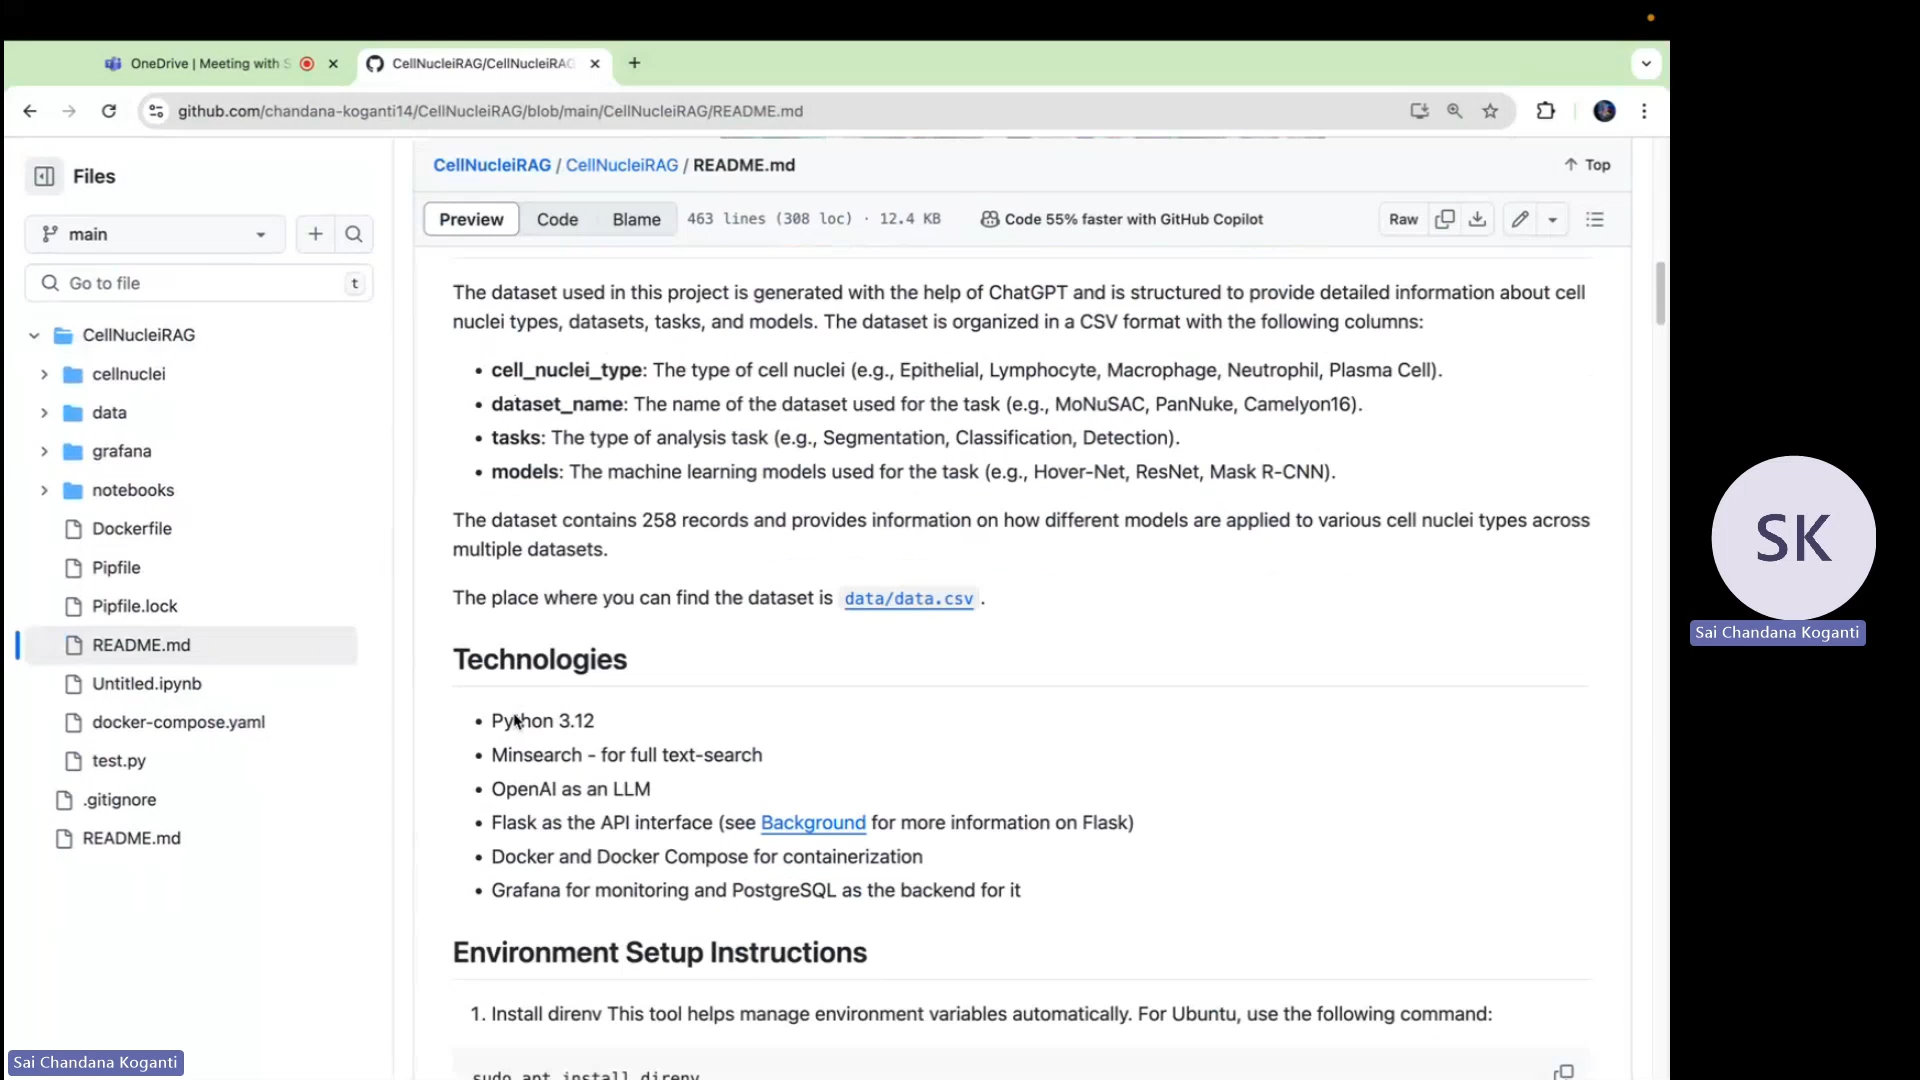 OneDrive | Meeting with S
CellNucleiRAG/CellNucleiRAG
github.com/chandana-koganti14/CellNucleiRAG/blob/main/CellNucleiRAG/README.md
Files
main
Go to file
t
CellNucleiRAG
cellnuclei
data
grafana
notebooks
Dockerfile
Pipfile
Pipfile.lock
README.md
Untitled.ipynb
docker-compose.yaml
test.py
.gitignore
README.md
CellNucleiRAG / CellNucleiRAG / README.md
Top
Preview Code Blame 463 lines (308 loc) · 12.4 KB Code 55% faster with GitHub Copilot Raw
The dataset used in this project is generated with the help of ChatGPT and is structured to provide detailed information about cell
nuclei types, datasets, tasks, and models. The dataset is organized in a CSV format with the following columns:
• cell_nuclei_type: The type of cell nuclei (e.g., Epithelial, Lymphocyte, Macrophage, Neutrophil, Plasma Cell).
• dataset_name: The name of the dataset used for the task (e.g., MoNuSAC, PanNuke, Camelyon16).
• tasks: The type of analysis task (e.g., Segmentation, Classification, Detection).
• models: The machine learning models used for the task (e.g., Hover-Net, ResNet, Mask R-CNN).
The dataset contains 258 records and provides information on how different models are applied to various cell nuclei types across
multiple datasets.
The place where you can find the dataset is data/data.csv .
Technologies
• Python 3.12
• Minsearch - for full text-search
• OpenAI as an LLM
• Flask as the API interface (see Background for more information on Flask)
• Docker and Docker Compose for containerization
• Grafana for monitoring and PostgreSQL as the backend for it
Environment Setup Instructions
1. Install direnv This tool helps manage environment variables automatically. For Ubuntu, use the following command:
sudo apt install direnv
SK
Sai Chandana Koganti
Sai Chandana Koganti